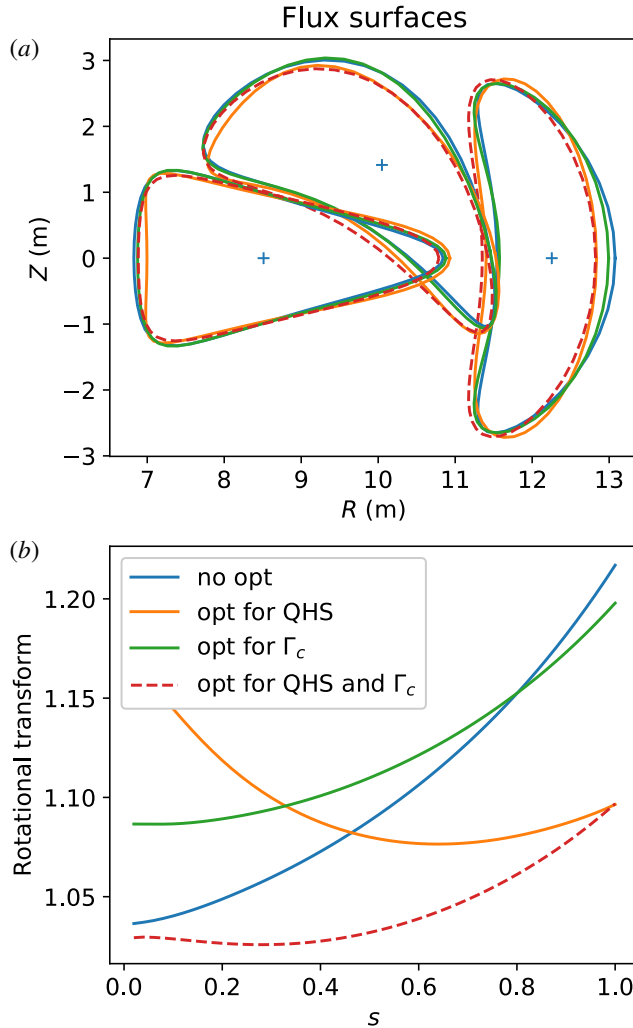 Flux surfaces
(a)
3
2
1
0
−1
−2
−3
Z (m)
7 8 9 10 11 12 13
R (m)
(b)
no opt
opt for QHS
opt for Γc
opt for QHS and Γc
1.20
1.15
1.10
1.05
Rotational transform
0.0 0.2 0.4 0.6 0.8 1.0
s